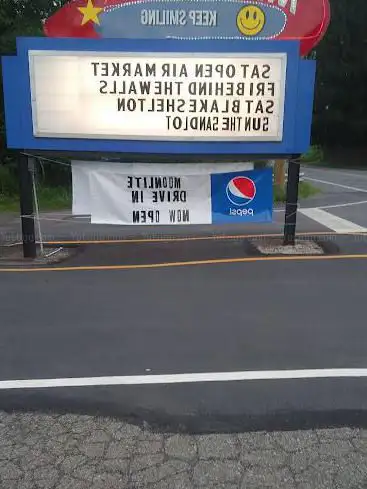 KEEP SMILING
SAT OPEN AIR MARKET
FRI BEHIND THE WALLS
SAT BLAKE SHELTON
SUN THE SANDLOT
MOONLITE
DRIVE IN
NOW OPEN
pepsi